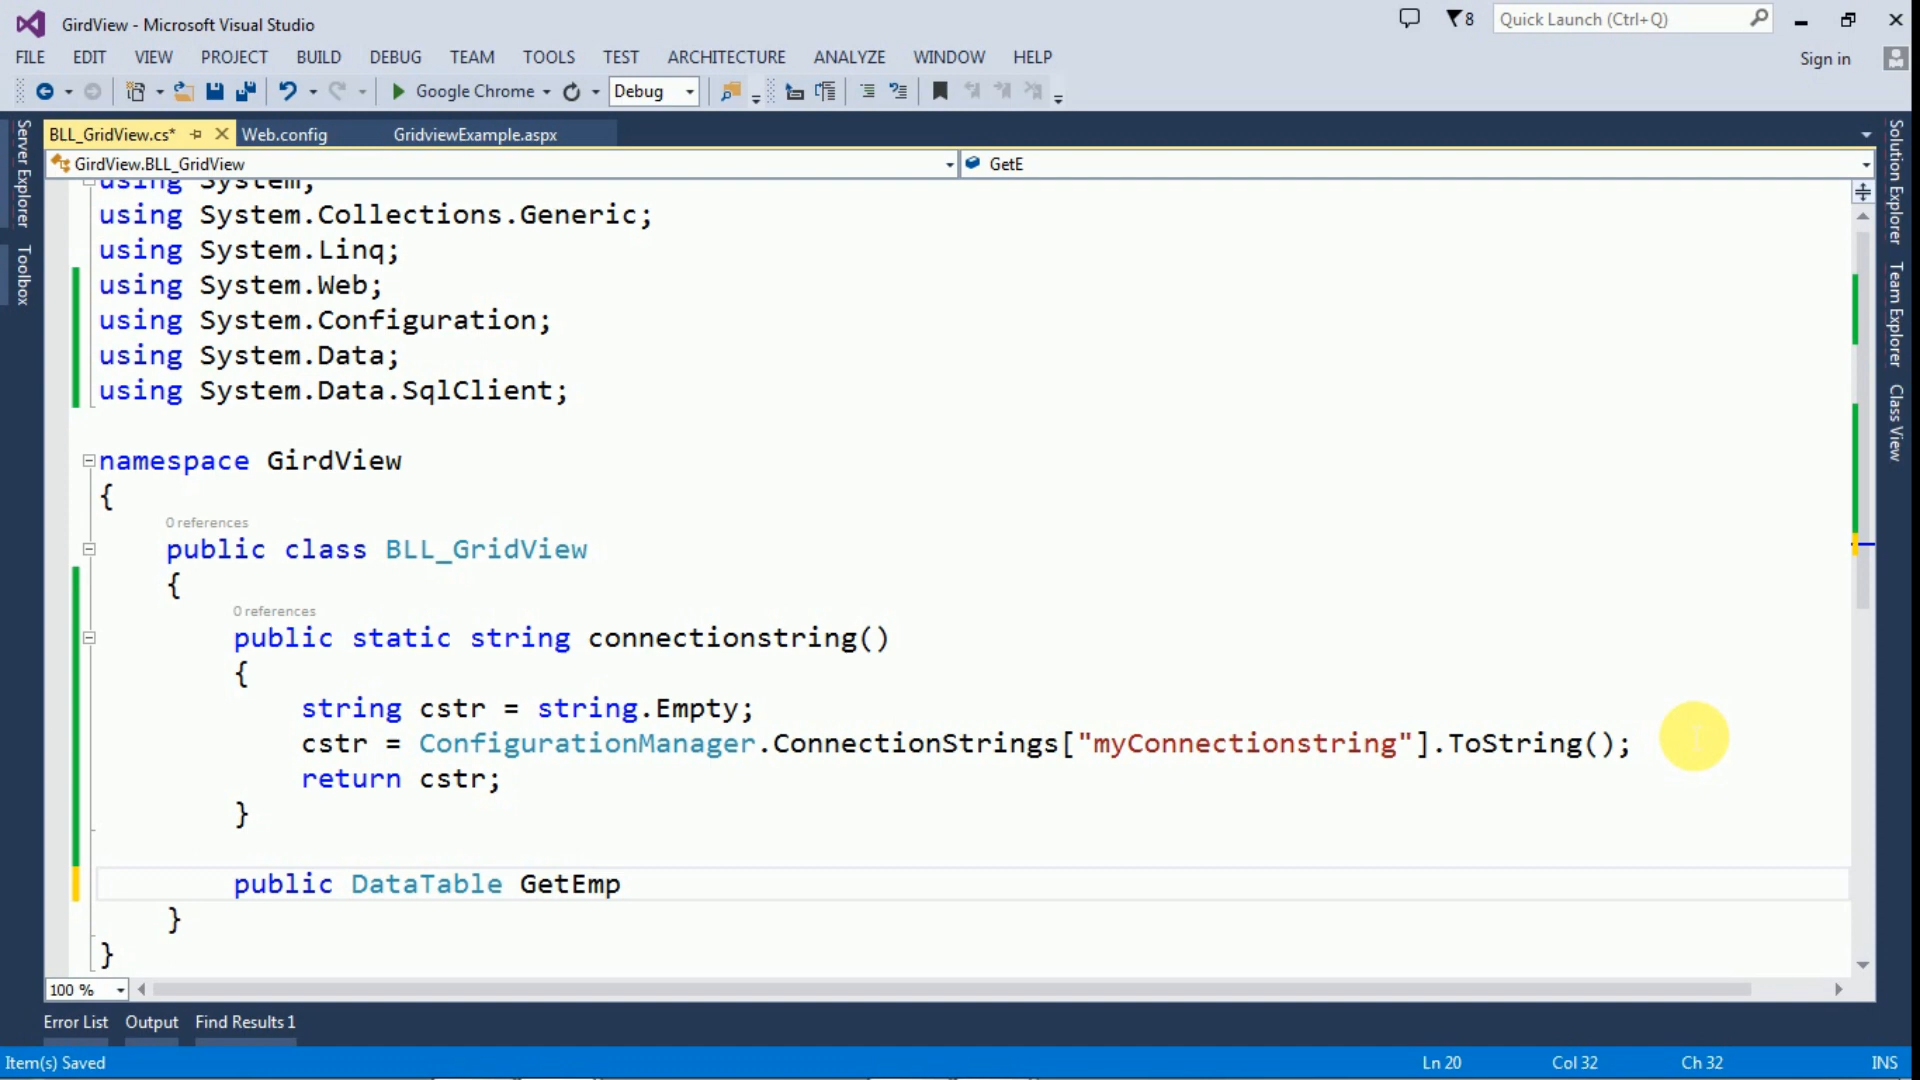 GirdView - Microsoft Visual Studio
8
Quick Launch (Ctrl+Q)
FILE EDIT VIEW PROJECT BUILD DEBUG TEAM TOOLS TEST ARCHITECTURE ANALYZE WINDOW HELP
Sign in
Google Chrome
Debug
BLL_GridView.cs*
Web.config
GridviewExample.aspx
GirdView.BLL_GridView
GetE
Server Explorer
Toolbox
Solution Explorer
Team Explorer
Class View
using System;
using System.Collections.Generic;
using System.Linq;
using System.Web;
using System.Configuration;
using System.Data;
using System.Data.SqlClient;
namespace GirdView
{
0 references
public class BLL_GridView
{
0 references
public static string connectionstring()
{
string cstr = string.Empty;
cstr = ConfigurationManager.ConnectionStrings["myConnectionstring"].ToString();
return cstr;
}
public DataTable GetEmp
}
}
100 %
Error List Output Find Results 1
Item(s) Saved
Ln 20
Col 32
Ch 32
INS